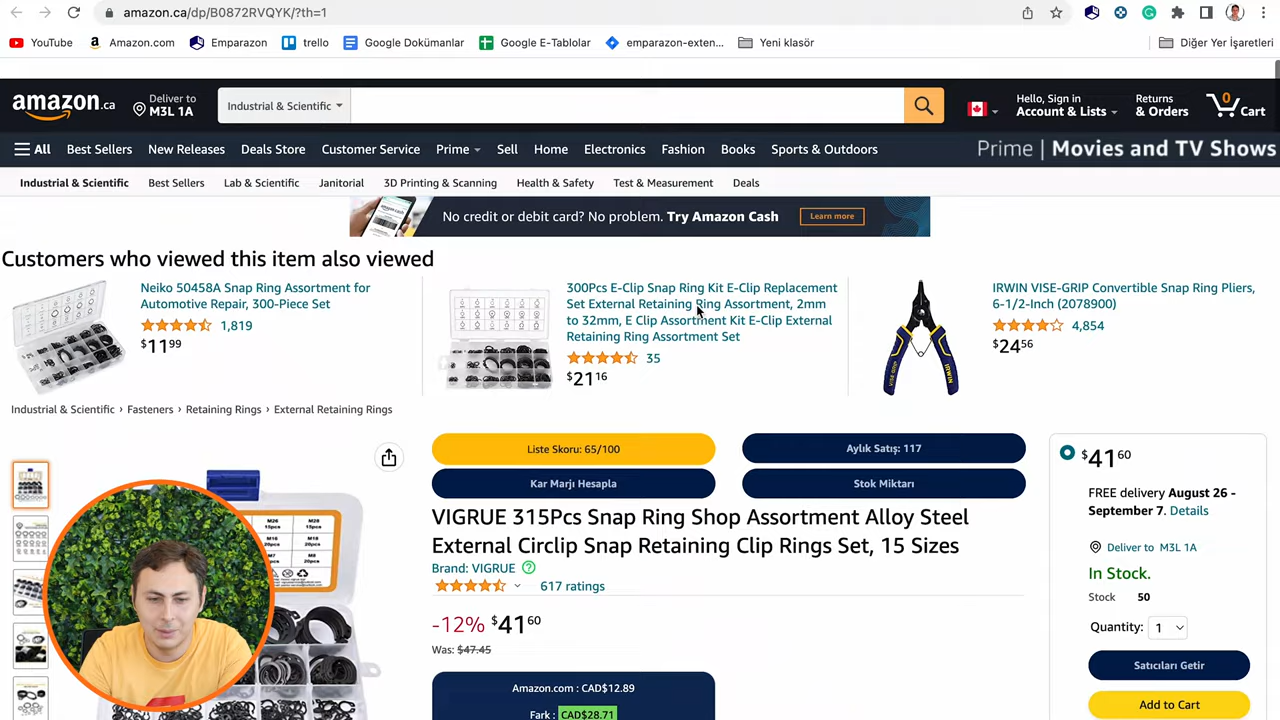 amazon.ca/dp/B0872RVQYK/?th=1
YouTube
Amazon.com
Emparazon
trello
Google Dokümanlar
Google E-Tablolar
emparazon-exten...
Yeni klasör
Diğer Yer İşaretleri
amazon.ca
Deliver to
M3L 1A
Industrial & Scientific
Hello, Sign in
Account & Lists
Returns
& Orders
0
Cart
All
Best Sellers
New Releases
Deals Store
Customer Service
Prime
Sell
Home
Electronics
Fashion
Books
Sports & Outdoors
Prime | Movies and TV Shows
Industrial & Scientific
Best Sellers
Lab & Scientific
Janitorial
3D Printing & Scanning
Health & Safety
Test & Measurement
Deals
No credit or debit card? No problem. Try Amazon Cash
Learn more
Customers who viewed this item also viewed
Neiko 50458A Snap Ring Assortment for
Automotive Repair, 300-Piece Set
1,819
$11 99
300Pcs E-Clip Snap Ring Kit E-Clip Replacement
Set External Retaining Ring Assortment, 2mm
to 32mm, E Clip Assortment Kit E-Clip External
Retaining Ring Assortment Set
35
$21 16
IRWIN VISE-GRIP Convertible Snap Ring Pliers,
6-1/2-Inch (2078900)
4,854
$24 56
Industrial & Scientific › Fasteners › Retaining Rings › External Retaining Rings
Liste Skoru: 65/100
Aylık Satış: 117
Kar Marjı Hesapla
Stok Miktarı
VIGRUE 315Pcs Snap Ring Shop Assortment Alloy Steel
External Circlip Snap Retaining Clip Rings Set, 15 Sizes
Brand: VIGRUE
617 ratings
-12% $41 60
Was: $47.45
Amazon.com : CAD$12.89
Fark : CAD$28.71
$41 60
FREE delivery August 26 -
September 7. Details
Deliver to M3L 1A
In Stock.
Stock 50
Quantity: 1
Satıcıları Getir
Add to Cart